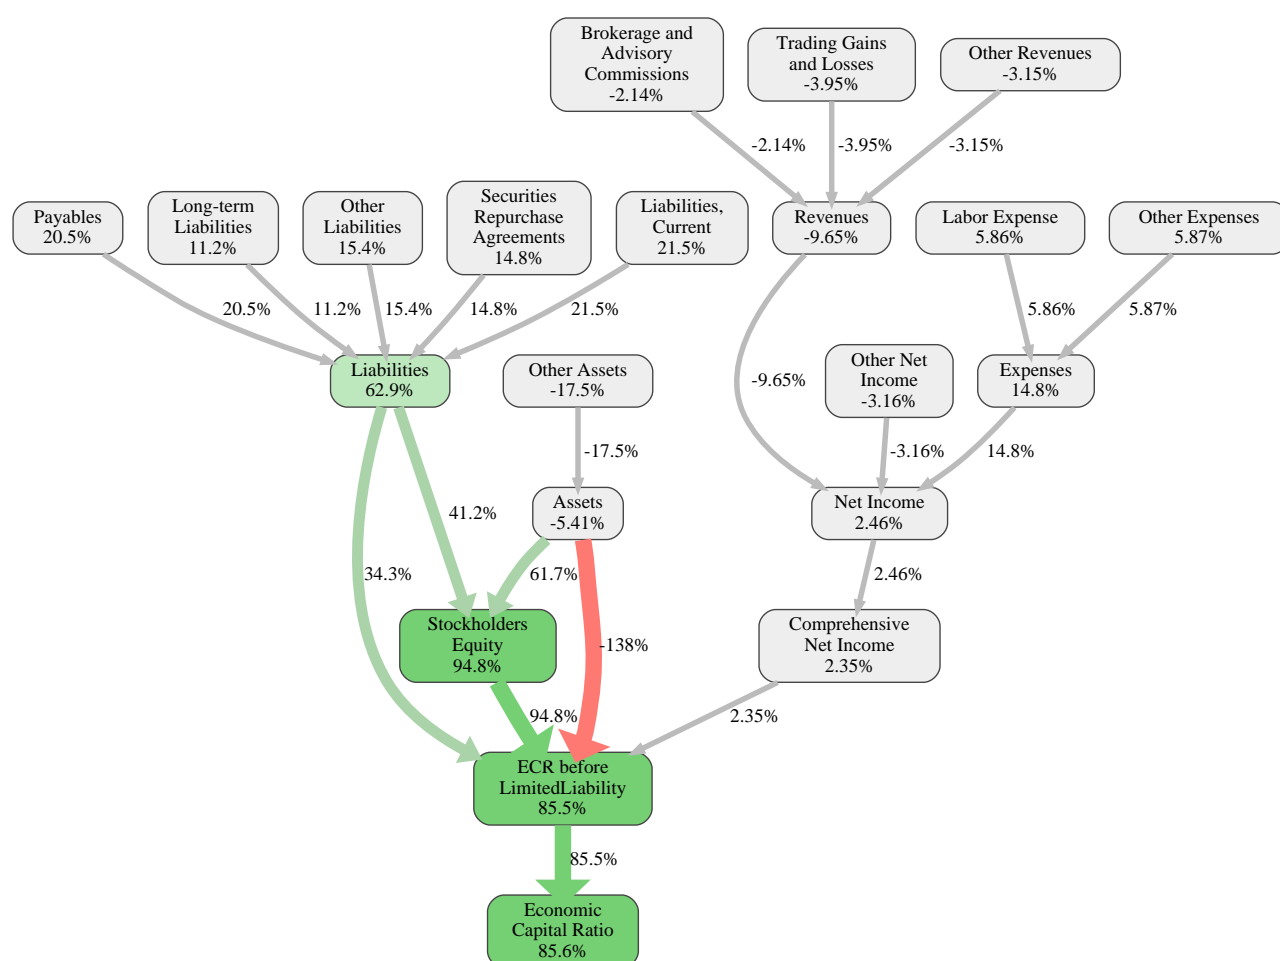 Brokerage and
Advisory
Commissions
-2.14%
Trading Gains
and Losses
-3.95%
Other Revenues
-3.15%
-2.14%
-3.95%
-3.15%
Payables
20.5%
Long-term
Liabilities
11.2%
Other
Liabilities
15.4%
Securities
Repurchase
Agreements
14.8%
Liabilities,
Current
21.5%
Revenues
-9.65%
Labor Expense
5.86%
Other Expenses
5.87%
20.5%
11.2%
15.4%
14.8%
21.5%
5.86%
5.87%
Liabilities
62.9%
Other Assets
-17.5%
-9.65%
Other Net
Income
-3.16%
Expenses
14.8%
-17.5%
-3.16%
14.8%
41.2%
Assets
-5.41%
Net Income
2.46%
34.3%
61.7%
2.46%
Stockholders
Equity
94.8%
-138%
Comprehensive
Net Income
2.35%
94.8%
2.35%
ECR before
LimitedLiability
85.5%
85.5%
Economic
Capital Ratio
85.6%